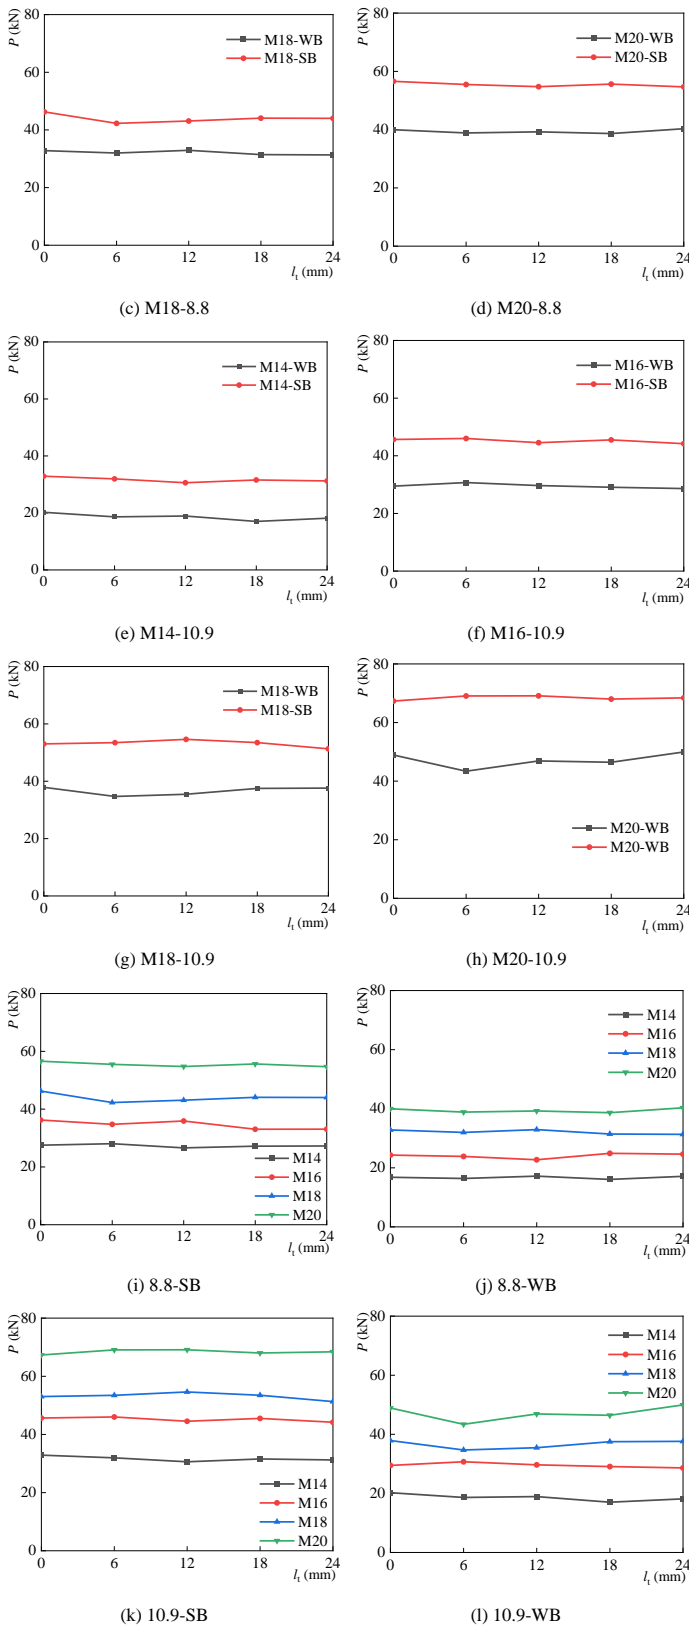 80
P (kN)
M18-WB
M18-SB
60
40
20
0
0 6 12 18 24
lt (mm)
(c) M18-8.8
80
P (kN)
M20-WB
M20-SB
60
40
20
0
0 6 12 18 24
lt (mm)
(d) M20-8.8
80
P (kN)
M14-WB
M14-SB
60
40
20
0
0 6 12 18 24
lt (mm)
(e) M14-10.9
80
P (kN)
M16-WB
M16-SB
60
40
20
0
0 6 12 18 24
lt (mm)
(f) M16-10.9
80
P (kN)
M18-WB
M18-SB
60
40
20
0
0 6 12 18 24
lt (mm)
(g) M18-10.9
80
P (kN)
60
40
M20-WB
M20-WB
20
0
0 6 12 18 24
lt (mm)
(h) M20-10.9
80
P (kN)
60
40
20
M14
M16
M18
M20
0
0 6 12 18 24
lt (mm)
(i) 8.8-SB
80
P (kN)
M14
M16
M18
M20
60
40
20
0
0 6 12 18 24
lt (mm)
(j) 8.8-WB
80
P (kN)
60
40
20
M14
M16
M18
M20
0
0 6 12 18 24
lt (mm)
(k) 10.9-SB
80
P (kN)
M14
M16
M18
M20
60
40
20
0
0 6 12 18 24
lt (mm)
(l) 10.9-WB